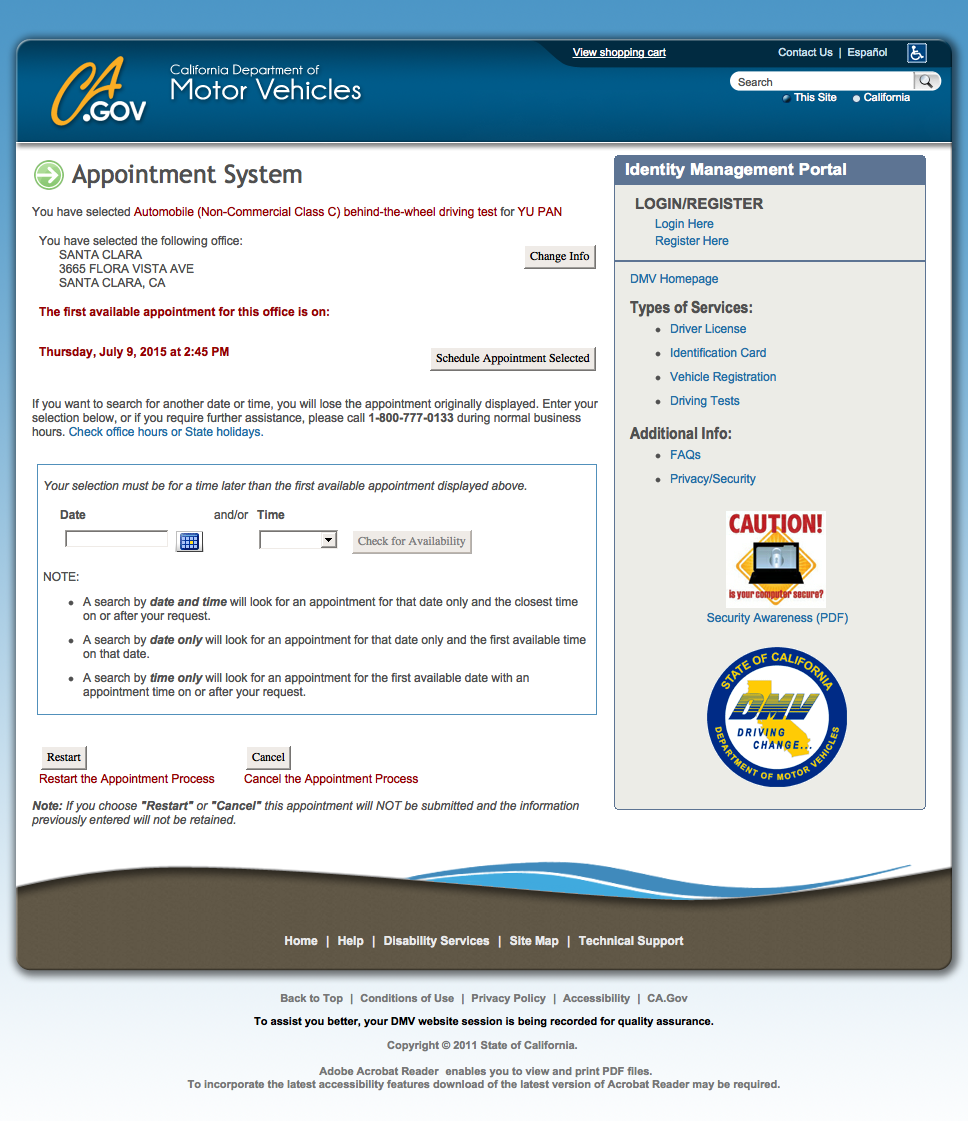 View shopping cart
Contact Us | Español
CA.GOV
California Department of
Motor Vehicles
Search
This Site
California
Appointment System
You have selected Automobile (Non-Commercial Class C) behind-the-wheel driving test for YU PAN
You have selected the following office:
SANTA CLARA
3665 FLORA VISTA AVE
SANTA CLARA, CA
Change Info
The first available appointment for this office is on:
Thursday, July 9, 2015 at 2:45 PM
Schedule Appointment Selected
If you want to search for another date or time, you will lose the appointment originally displayed. Enter your
selection below, or if you require further assistance, please call 1-800-777-0133 during normal business
hours. Check office hours or State holidays.
Your selection must be for a time later than the first available appointment displayed above.
Date and/or Time
Check for Availability
NOTE:
• A search by date and time will look for an appointment for that date only and the closest time
on or after your request.
• A search by date only will look for an appointment for that date only and the first available time
on that date.
• A search by time only will look for an appointment for the first available date with an
appointment time on or after your request.
Restart
Restart the Appointment Process
Cancel
Cancel the Appointment Process
Note: If you choose "Restart" or "Cancel" this appointment will NOT be submitted and the information
previously entered will not be retained.
Identity Management Portal
LOGIN/REGISTER
Login Here
Register Here
DMV Homepage
Types of Services:
• Driver License
• Identification Card
• Vehicle Registration
• Driving Tests
Additional Info:
• FAQs
• Privacy/Security
CAUTION!
Is your computer secure?
Security Awareness (PDF)
STATE OF CALIFORNIA
DMV
DRIVING
CHANGE...
DEPARTMENT OF MOTOR VEHICLES
Home | Help | Disability Services | Site Map | Technical Support
Back to Top | Conditions of Use | Privacy Policy | Accessibility | CA.Gov
To assist you better, your DMV website session is being recorded for quality assurance.
Copyright © 2011 State of California.
Adobe Acrobat Reader enables you to view and print PDF files.
To incorporate the latest accessibility features download of the latest version of Acrobat Reader may be required.